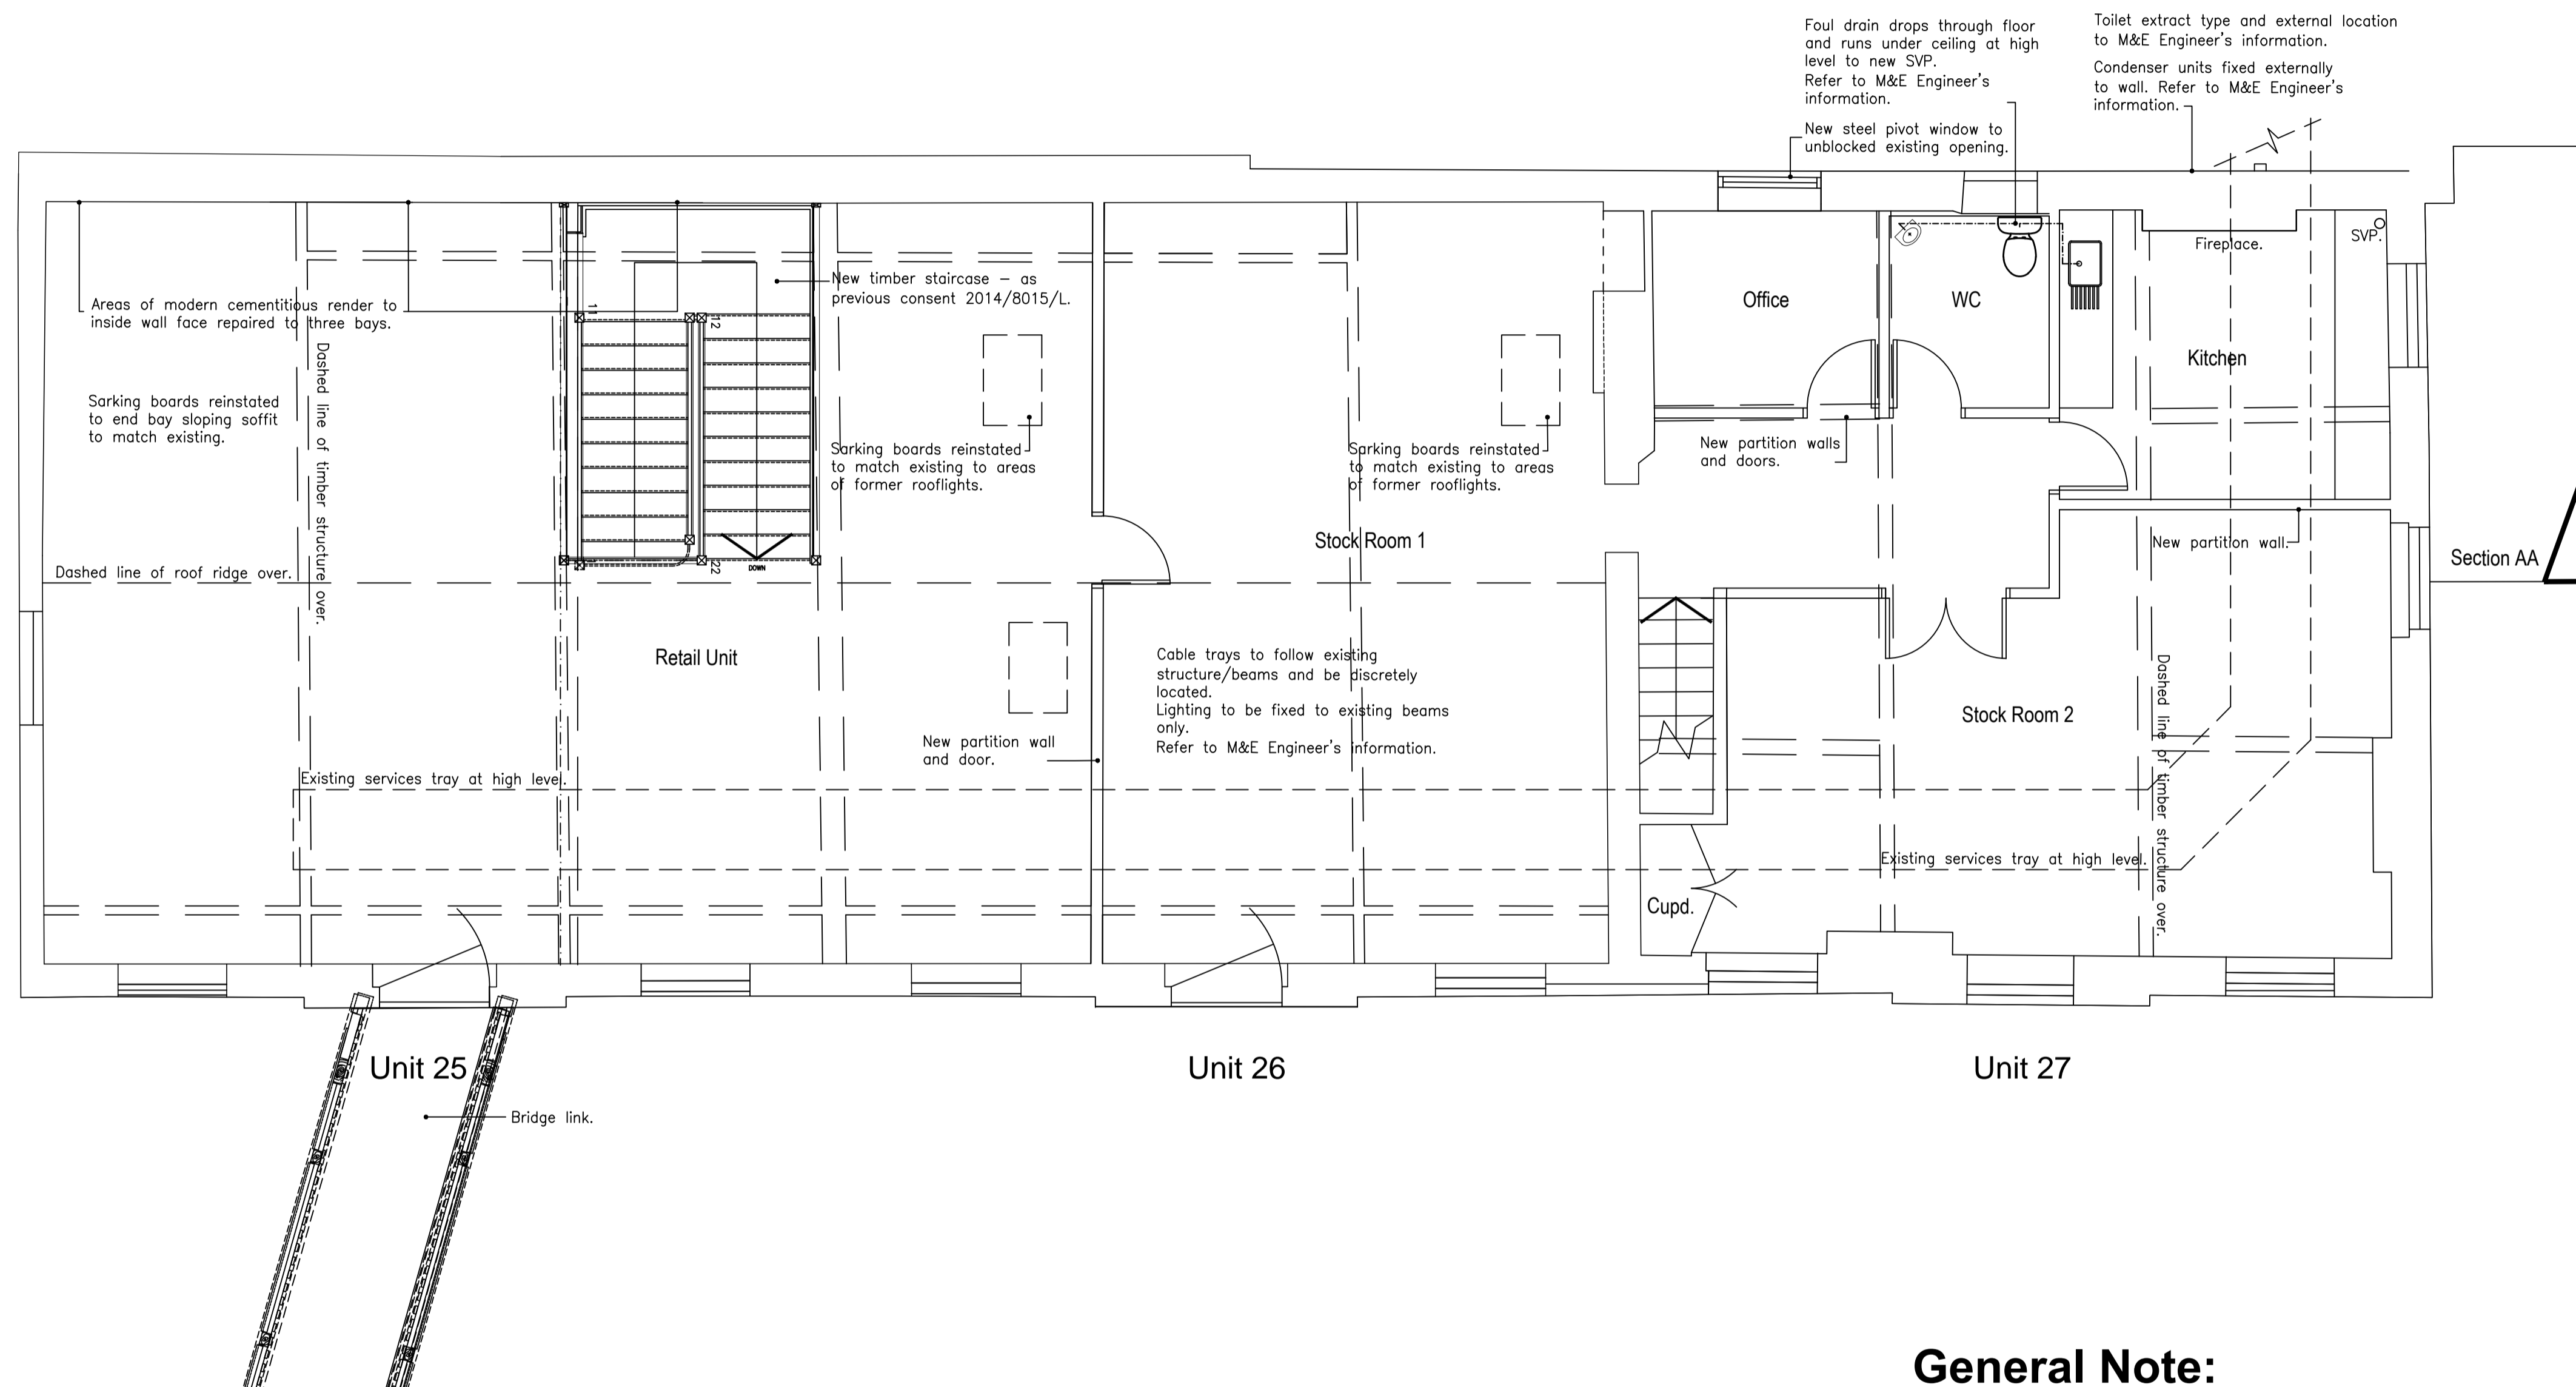 Foul drain drops through floor
and runs under ceiling at high
level to new SVP.
Refer to M&E Engineer's
information.
New steel pivot window to
unblocked existing opening.
Toilet extract type and external location
to M&E Engineer's information.
Condenser units fixed externally
to wall. Refer to M&E Engineer's
information.
Areas of modern cementitious render to
inside wall face repaired to three bays.
Sarking boards reinstated
to end bay sloping soffit
to match existing.
Dashed line of timber structure over.
Dashed line of roof ridge over.
11
12
22
DOWN
New timber staircase – as
previous consent 2014/8015/L.
Sarking boards reinstated
to match existing to areas
of former rooflights.
Sarking boards reinstated
to match existing to areas
of former rooflights.
Stock Room 1
Office
WC
Kitchen
Fireplace.
SVP.
New partition walls
and doors.
New partition wall.
Section AA
Retail Unit
New partition wall
and door.
Cable trays to follow existing
structure/beams and be discretely
located.
Lighting to be fixed to existing beams
only.
Refer to M&E Engineer's information.
Stock Room 2
Dashed line of timber structure over.
Existing services tray at high level.
Existing services tray at high level.
Cupd.
Unit 25
Unit 26
Unit 27
Bridge link.
General Note: